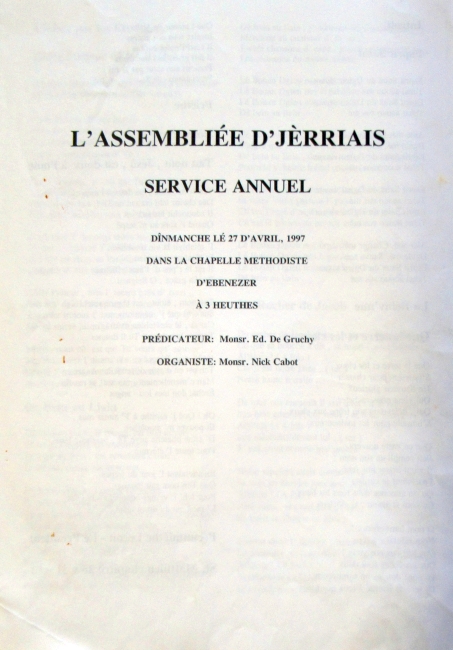 L'ASSEMBLIÉE D'JÈRRIAIS
SERVICE ANNUEL
DÎNMANCHE LÉ 27 D'AVRIL, 1997
DANS LA CHAPELLE METHODISTE
D'EBENEZER
À 3 HEUTHES
PRÉDICATEUR: Monsr. Ed. De Gruchy
ORGANISTE: Monsr. Nick Cabot